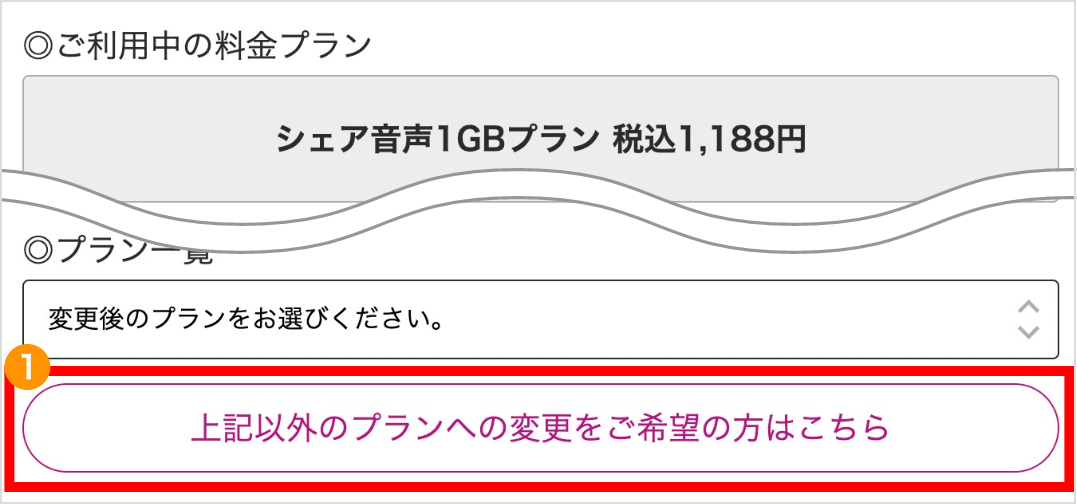 ◎ご利用中の料金プラン
シェア音声1GBプラン 税込1,188円
◎プラン一覧
変更後のプランをお選びください。
1
上記以外のプランへの変更をご希望の方はこちら